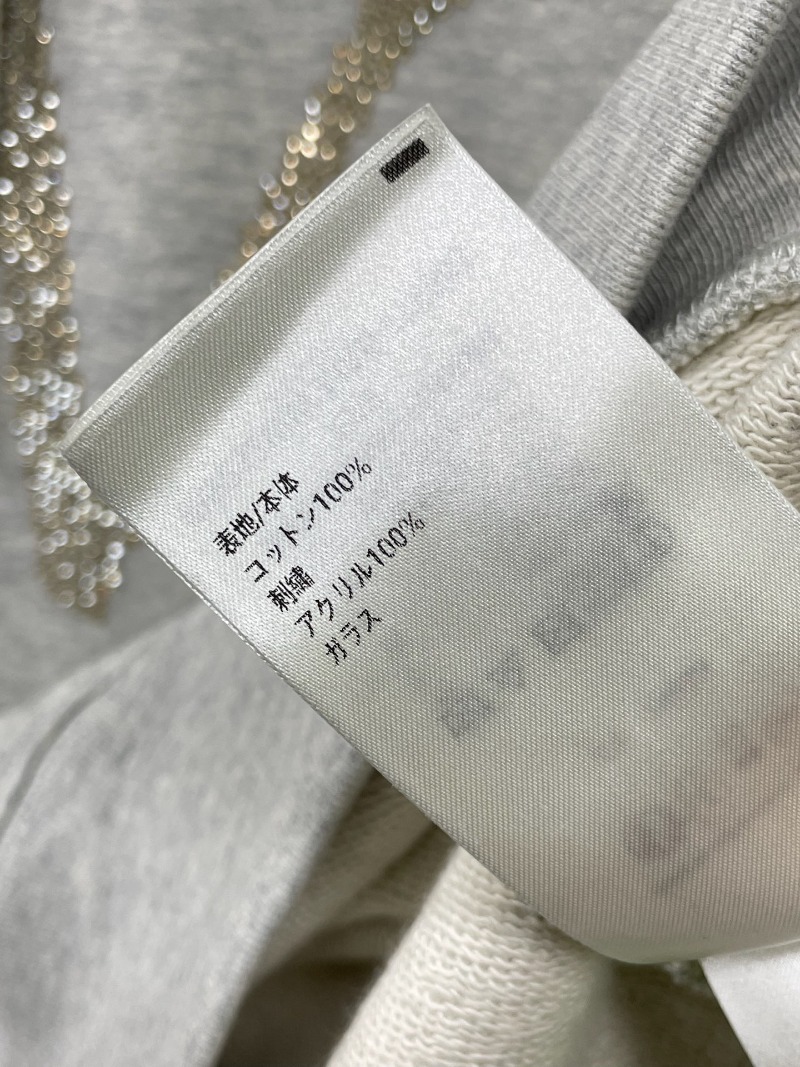 表地/本体
コットン100%
刺繍
アクリル100%
ガラス